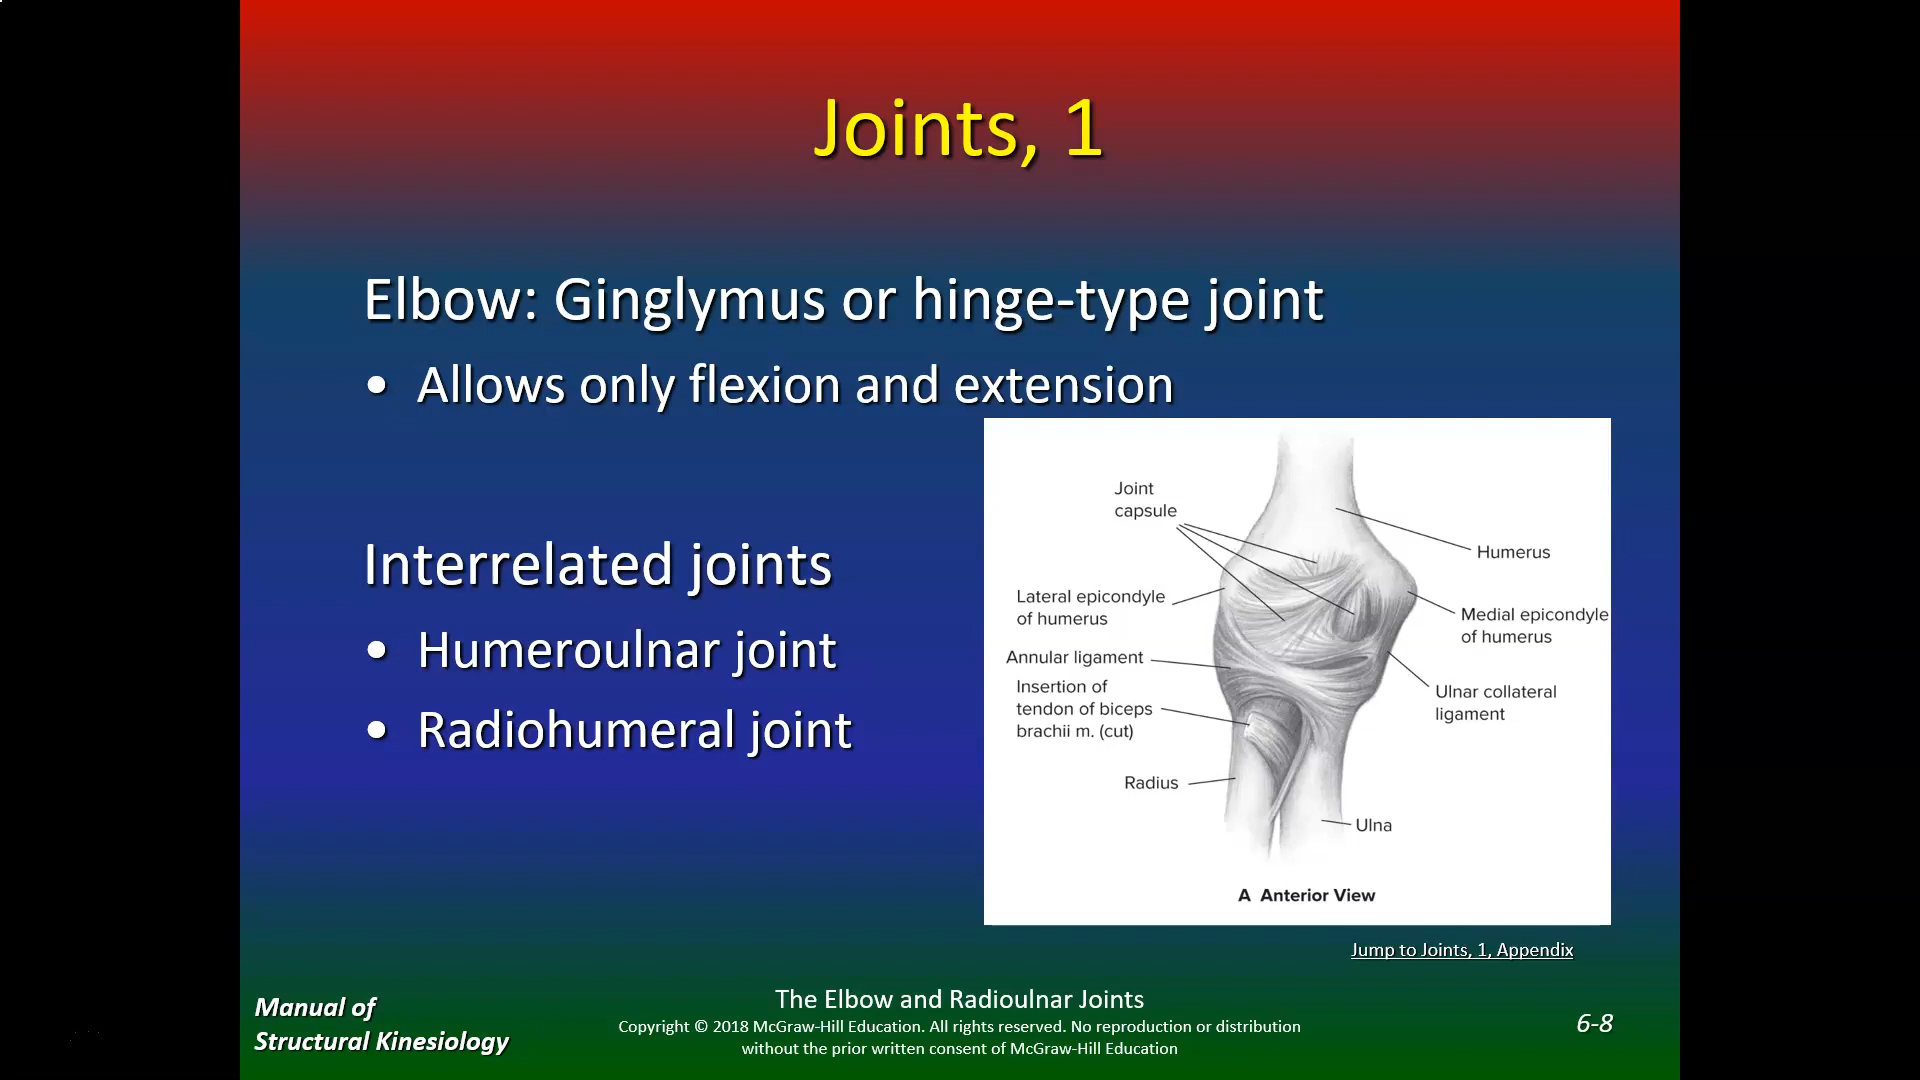 Joints, 1
Elbow: Ginglymus or hinge-type joint
• Allows only flexion and extension
Interrelated joints
• Humeroulnar joint
• Radiohumeral joint
Joint
capsule
Humerus
Lateral epicondyle
of humerus
Medial epicondyle
of humerus
Annular ligament
Insertion of
tendon of biceps
brachii m. (cut)
Ulnar collateral
ligament
Radius
Ulna
A Anterior View
Jump to Joints, 1, Appendix
Manual of
Structural Kinesiology
The Elbow and Radioulnar Joints
Copyright © 2018 McGraw-Hill Education. All rights reserved. No reproduction or distribution
without the prior written consent of McGraw-Hill Education
6-8